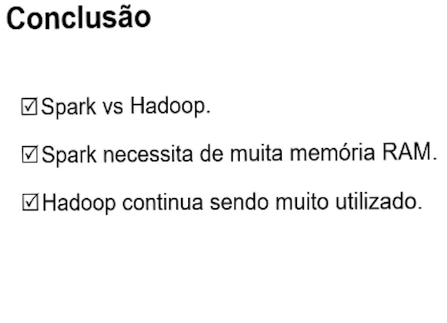 Conclusão
☑Spark vs Hadoop.
☑Spark necessita de muita memória RAM.
☑Hadoop continua sendo muito utilizado.